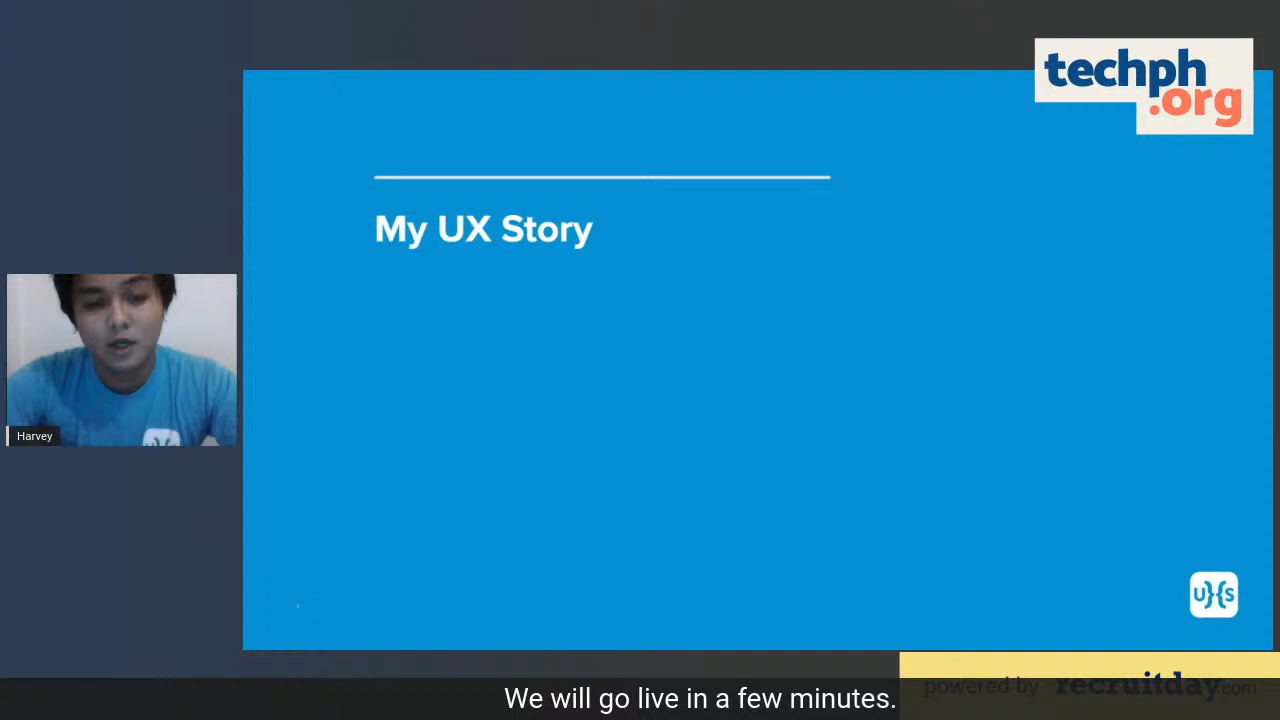 techph
.org
My UX Story
Harvey
U}{S
powered by recruitday.com
We will go live in a few minutes.